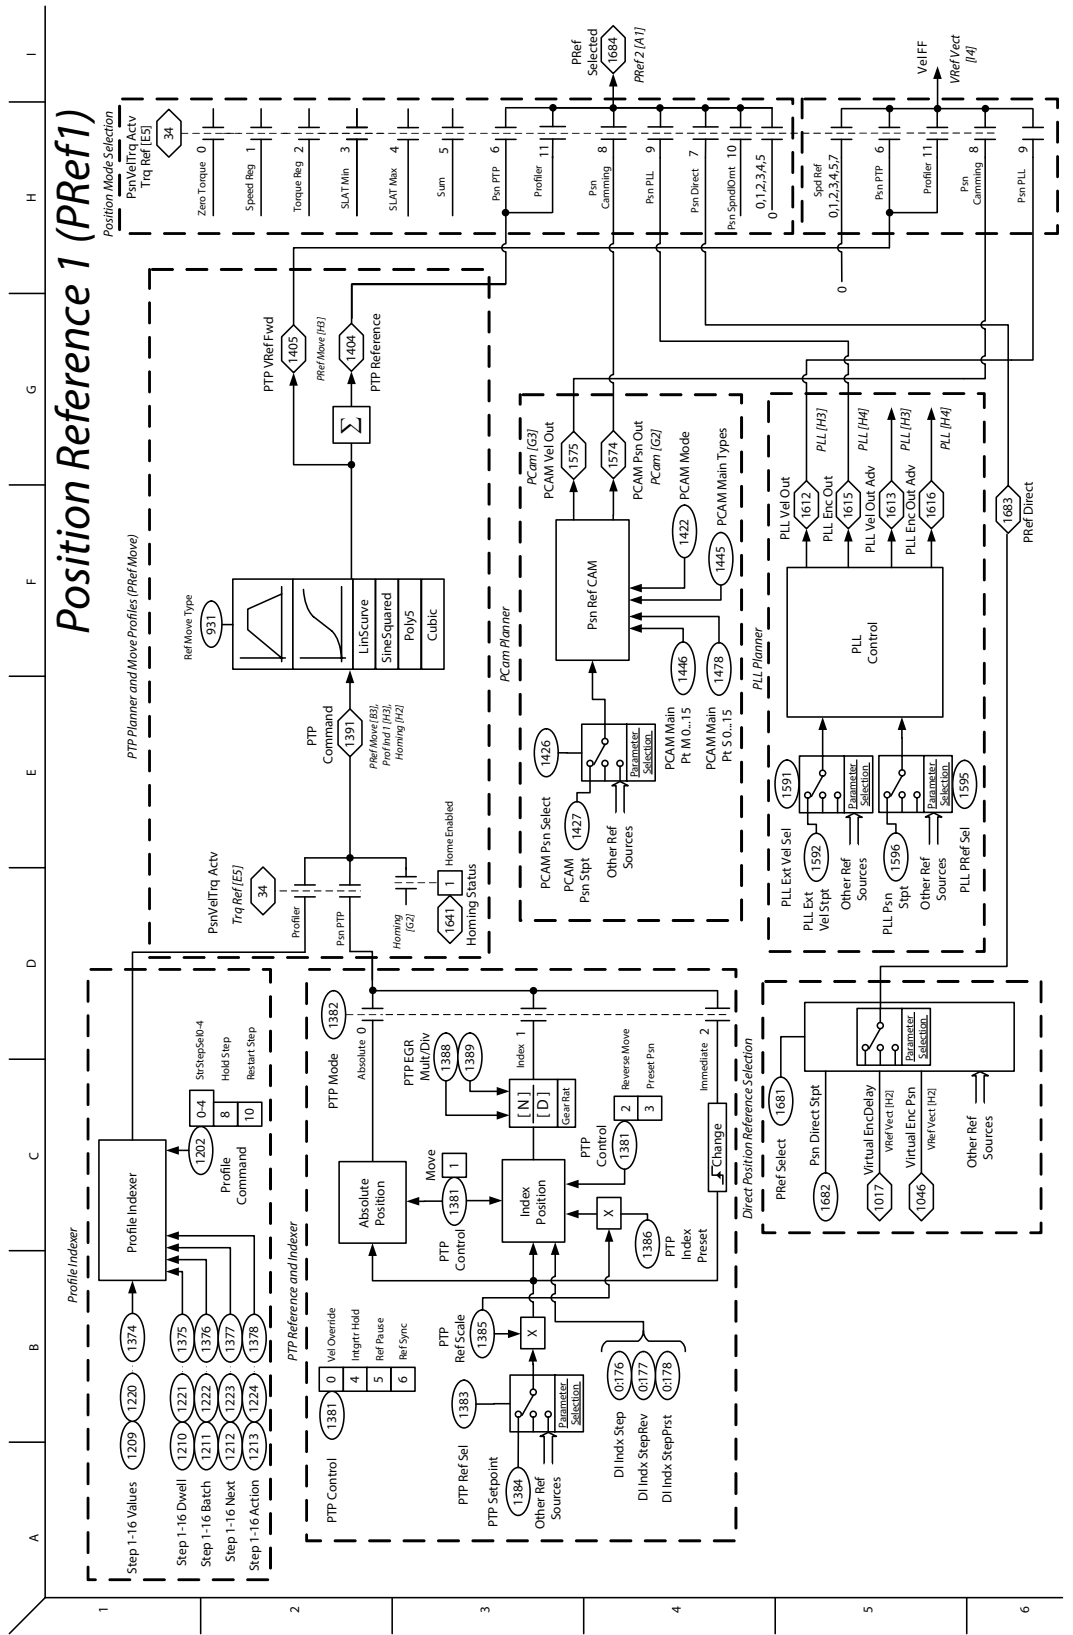 Position Reference 1 (PRef1)
A
B
C
D
E
F
G
H
I
1
2
3
4
5
6
Profile Indexer
Step 1-16 Values
1209
1220
1374
Step 1-16 Dwell
1210
1221
1375
Step 1-16 Batch
1211
1222
1376
Step 1-16 Next
1212
1223
1377
Step 1-16 Action
1213
1224
1378
Profile Indexer
1202
Profile
Command
0-4
StrStepSel0-4
8
Hold Step
10
Restart Step
PTP Reference and Indexer
PTP Control
1381
0
Vel Override
4
Intgrtr Hold
5
Ref Pause
6
Ref Sync
PTP Ref Sel
1383
PTP Setpoint
1384
Other Ref
Sources
Parameter
Selection
PTP
Ref Scale
1385
X
DI Indx Step
0:176
DI Indx StepRev
0:177
DI Indx StepPrst
0:178
Absolute
Position
PTP
Control
1381
Move
1
Index
Position
X
1386
PTP
Index
Preset
PTP
Control
1381
2
Reverse Move
3
Preset Psn
PTP EGR
Mult/Div
1388
1389
[N]
[D]
Gear Rat
PTP Mode
1382
Absolute 0
Index 1
Immediate 2
Change
PTP Planner and Move Profiles (PRef Move)
PsnVelTrq Actv
Trq Ref [E5]
34
Profiler
Psn PTP
Homing
[G2]
1641
1
Home Enabled
Homing Status
PTP
Command
1391
PRef Move [B3],
Prof Ind 1 [H3],
Homing [H2]
Ref Move Type
931
LinScurve
SineSquared
Poly5
Cubic
Σ
PTP VRef Fwd
1405
PRef Move [H3]
1404
PTP Reference
PCam Planner
PCAM Psn Select
1426
PCAM
Psn Stpt
1427
Other Ref
Sources
Parameter
Selection
Psn Ref CAM
PCAM Main
Pt M 0...15
1446
PCAM Main
Pt S 0...15
1478
1422
PCAM Mode
1445
PCAM Main Types
PCam [G3]
PCAM Vel Out
1575
1574
PCAM Psn Out
PCam [G2]
PLL Planner
PLL Ext Vel Sel
1591
PLL Ext
Vel Stpt
1592
Other Ref
Sources
Parameter
Selection
PLL Psn
Stpt
1596
Other Ref
Sources
Parameter
Selection
PLL PRef Sel
1595
PLL
Control
PLL Vel Out
1612
PLL [H3]
PLL Enc Out
1615
PLL [H4]
PLL Vel Out Adv
1613
PLL [H3]
PLL Enc Out Adv
1616
PLL [H4]
Direct Position Reference Selection
PRef Select
1681
Psn Direct Stpt
1682
Virtual EncDelay
1017
VRef Vect [H2]
Virtual Enc Psn
1046
VRef Vect [H2]
Other Ref
Sources
Parameter
Selection
1683
PRef Direct
Position Mode Selection
PsnVelTrq Actv
Trq Ref [E5]
34
Zero Torque 0
Speed Reg 1
Torque Reg 2
SLAT Min 3
SLAT Max 4
Sum 5
Psn PTP 6
Profiler 11
Psn
Camming 8
Psn PLL 9
Psn Direct 7
Psn SpndlOrnt 10
0,1,2,3,4,5
0
PRef
Selected
1684
PRef 2 [A1]
Spd Ref
0,1,2,3,4,5,7
0
Psn PTP 6
Profiler 11
Psn
Camming 8
Psn PLL 9
Vel FF
VRef Vect
[I4]